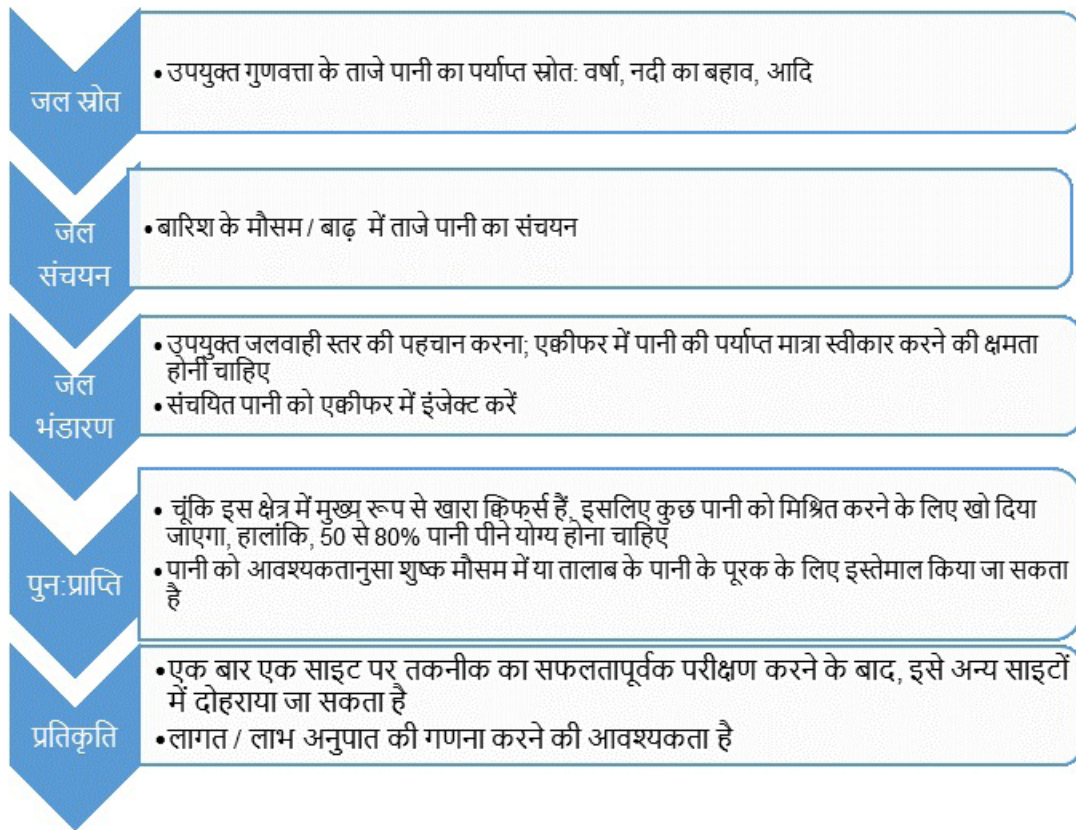 जल स्रोत
• उपयुक्त गुणवत्ता के ताजे पानी का पर्याप्त स्रोत: वर्षा, नदी का बहाव, आदि
जल
संचयन
• बारिश के मौसम / बाढ़ में ताजे पानी का संचयन
जल
भंडारण
• उपयुक्त जलवाही स्तर की पहचान करना; एक्वीफर में पानी की पर्याप्त मात्रा स्वीकार करने की क्षमता
होनी चाहिए
• संचयित पानी को एक्वीफर में इंजेक्ट करें
पुन:प्राप्ति
• चूंकि इस क्षेत्र में मुख्य रूप से खारा क्विफर्स हैं, इसलिए कुछ पानी को मिश्रित करने के लिए खो दिया
जाएगा, हालांकि, 50 से 80% पानी पीने योग्य होना चाहिए
• पानी को आवश्यकतानुसा शुष्क मौसम में या तालाब के पानी के पूरक के लिए इस्तेमाल किया जा सकता
है
प्रतिकृति
• एक बार एक साइट पर तकनीक का सफलतापूर्वक परीक्षण करने के बाद, इसे अन्य साइटों
में दोहराया जा सकता है
• लागत / लाभ अनुपात की गणना करने की आवश्यकता है